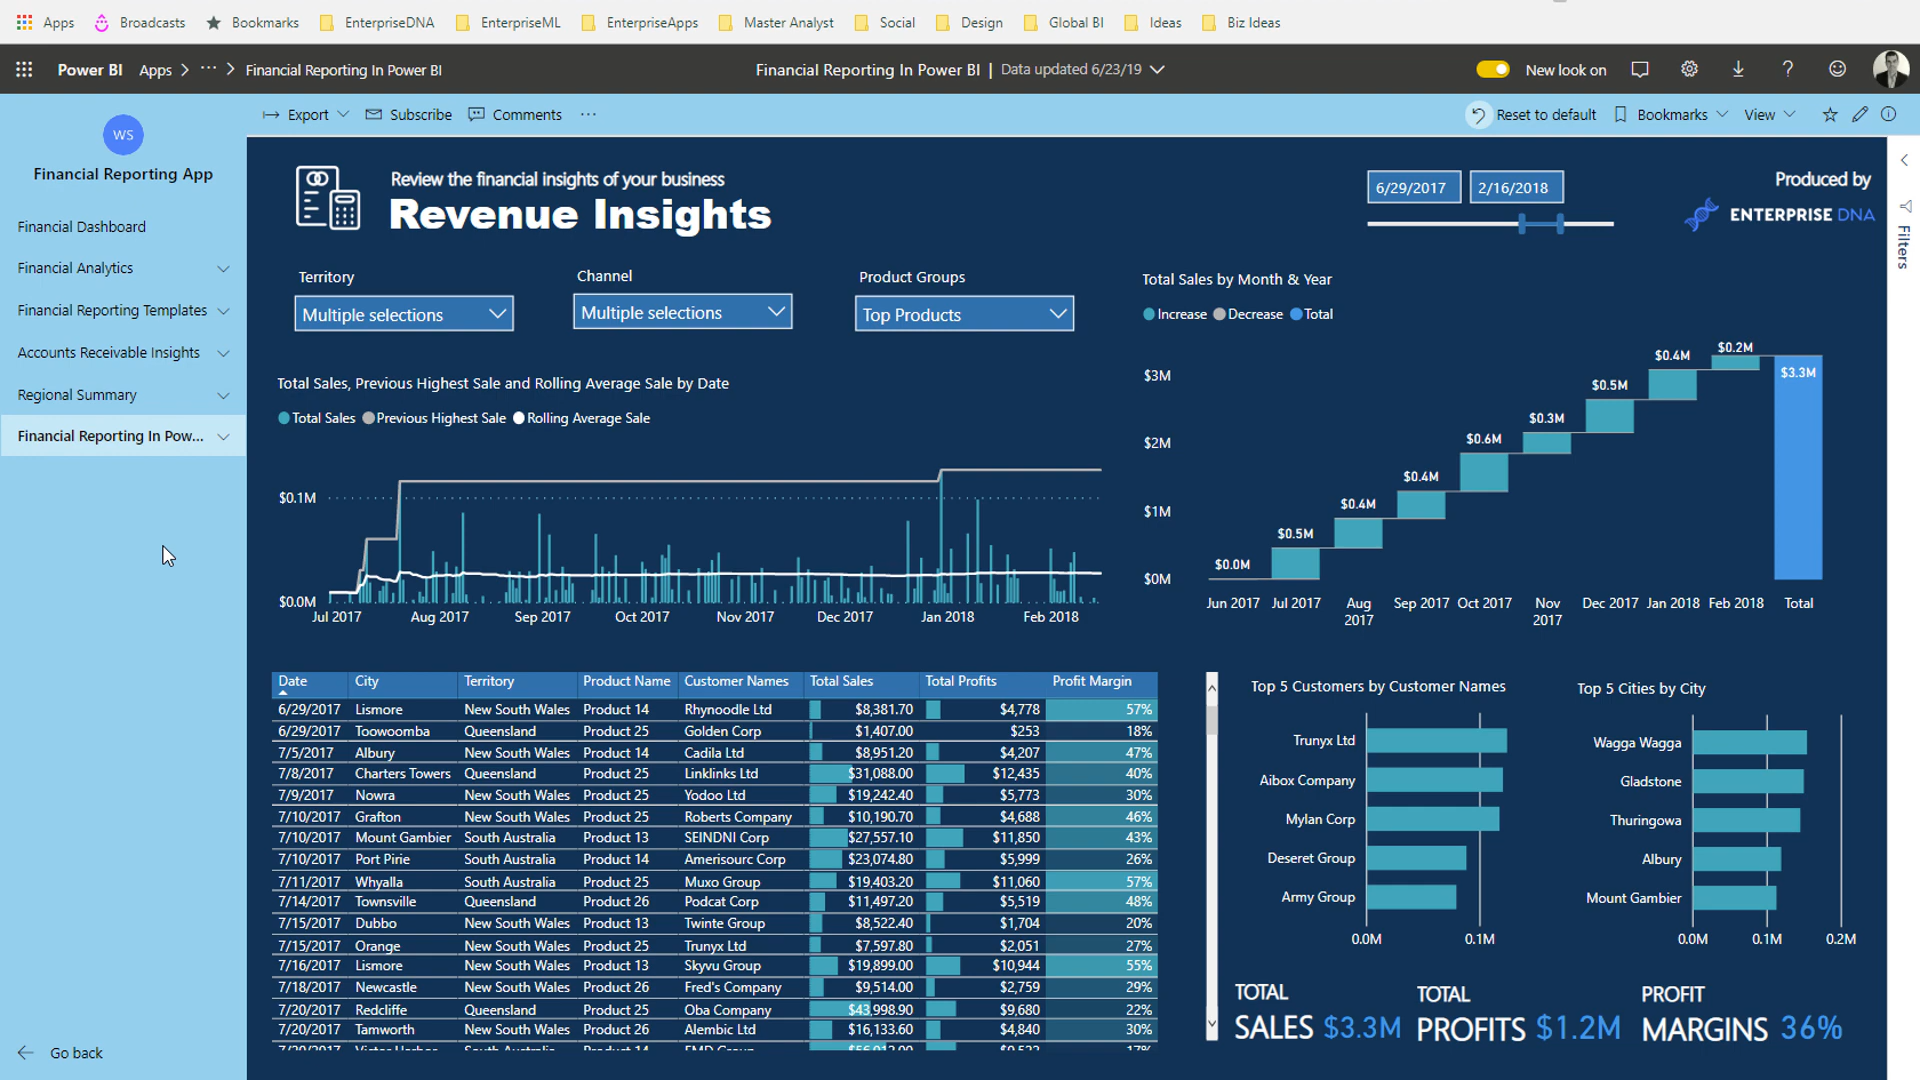 Apps Broadcasts Bookmarks EnterpriseDNA EnterpriseML EnterpriseApps Master Analyst Social Design Global BI Ideas Biz Ideas
Power BI Apps > ··· > Financial Reporting In Power BI
Financial Reporting In Power BI | Data updated 6/23/19
New look on
WS
Financial Reporting App
Financial Dashboard
Financial Analytics
Financial Reporting Templates
Accounts Receivable Insights
Regional Summary
Financial Reporting In Pow...
Go back
Export Subscribe Comments ···
Reset to default Bookmarks View
Filters
Review the financial insights of your business
Revenue Insights
6/29/2017 2/16/2018
Produced by
ENTERPRISE DNA
Territory
Multiple selections
Channel
Multiple selections
Product Groups
Top Products
Total Sales, Previous Highest Sale and Rolling Average Sale by Date
Total Sales Previous Highest Sale Rolling Average Sale
$0.1M
$0.0M
Jul 2017 Aug 2017 Sep 2017 Oct 2017 Nov 2017 Dec 2017 Jan 2018 Feb 2018
Total Sales by Month & Year
Increase Decrease Total
$3M
$2M
$1M
$0M
$0.0M $0.5M $0.4M $0.4M $0.6M $0.3M $0.5M $0.4M $0.2M $3.3M
Jun 2017 Jul 2017 Aug 2017 Sep 2017 Oct 2017 Nov 2017 Dec 2017 Jan 2018 Feb 2018 Total
Date City Territory Product Name Customer Names Total Sales Total Profits Profit Margin
6/29/2017 Lismore New South Wales Product 14 Rhynoodle Ltd $8,381.70 $4,778 57%
6/29/2017 Toowoomba Queensland Product 25 Golden Corp $1,407.00 $253 18%
7/5/2017 Albury New South Wales Product 14 Cadila Ltd $8,951.20 $4,207 47%
7/8/2017 Charters Towers Queensland Product 25 Linklinks Ltd $31,088.00 $12,435 40%
7/9/2017 Nowra New South Wales Product 25 Yodoo Ltd $19,242.40 $5,773 30%
7/10/2017 Grafton New South Wales Product 25 Roberts Company $10,190.70 $4,688 46%
7/10/2017 Mount Gambier South Australia Product 13 SEINDNI Corp $27,557.10 $11,850 43%
7/10/2017 Port Pirie South Australia Product 14 Amerisourc Corp $23,074.80 $5,999 26%
7/11/2017 Whyalla South Australia Product 25 Muxo Group $19,403.20 $11,060 57%
7/14/2017 Townsville Queensland Product 26 Podcat Corp $11,497.20 $5,519 48%
7/15/2017 Dubbo New South Wales Product 13 Twinte Group $8,522.40 $1,704 20%
7/15/2017 Orange New South Wales Product 25 Trunyx Ltd $7,597.80 $2,051 27%
7/16/2017 Lismore New South Wales Product 13 Skyvu Group $19,899.00 $10,944 55%
7/18/2017 Newcastle New South Wales Product 26 Fred's Company $9,514.00 $2,759 29%
7/20/2017 Redcliffe Queensland Product 25 Oba Company $43,998.90 $9,680 22%
7/20/2017 Tamworth New South Wales Product 26 Alembic Ltd $16,133.60 $4,840 30%
Top 5 Customers by Customer Names
Trunyx Ltd
Aibox Company
Mylan Corp
Deseret Group
Army Group
0.0M 0.1M
Top 5 Cities by City
Wagga Wagga
Gladstone
Thuringowa
Albury
Mount Gambier
0.0M 0.1M 0.2M
TOTAL
SALES $3.3M
TOTAL
PROFITS $1.2M
PROFIT
MARGINS 36%